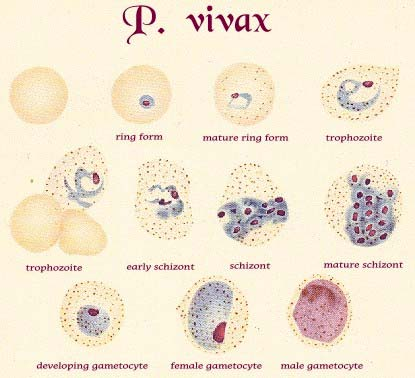 P. vivax
ring form mature ring form trophozoite
trophozoite early schizont schizont mature schizont
developing gametocyte female gametocyte male gametocyte